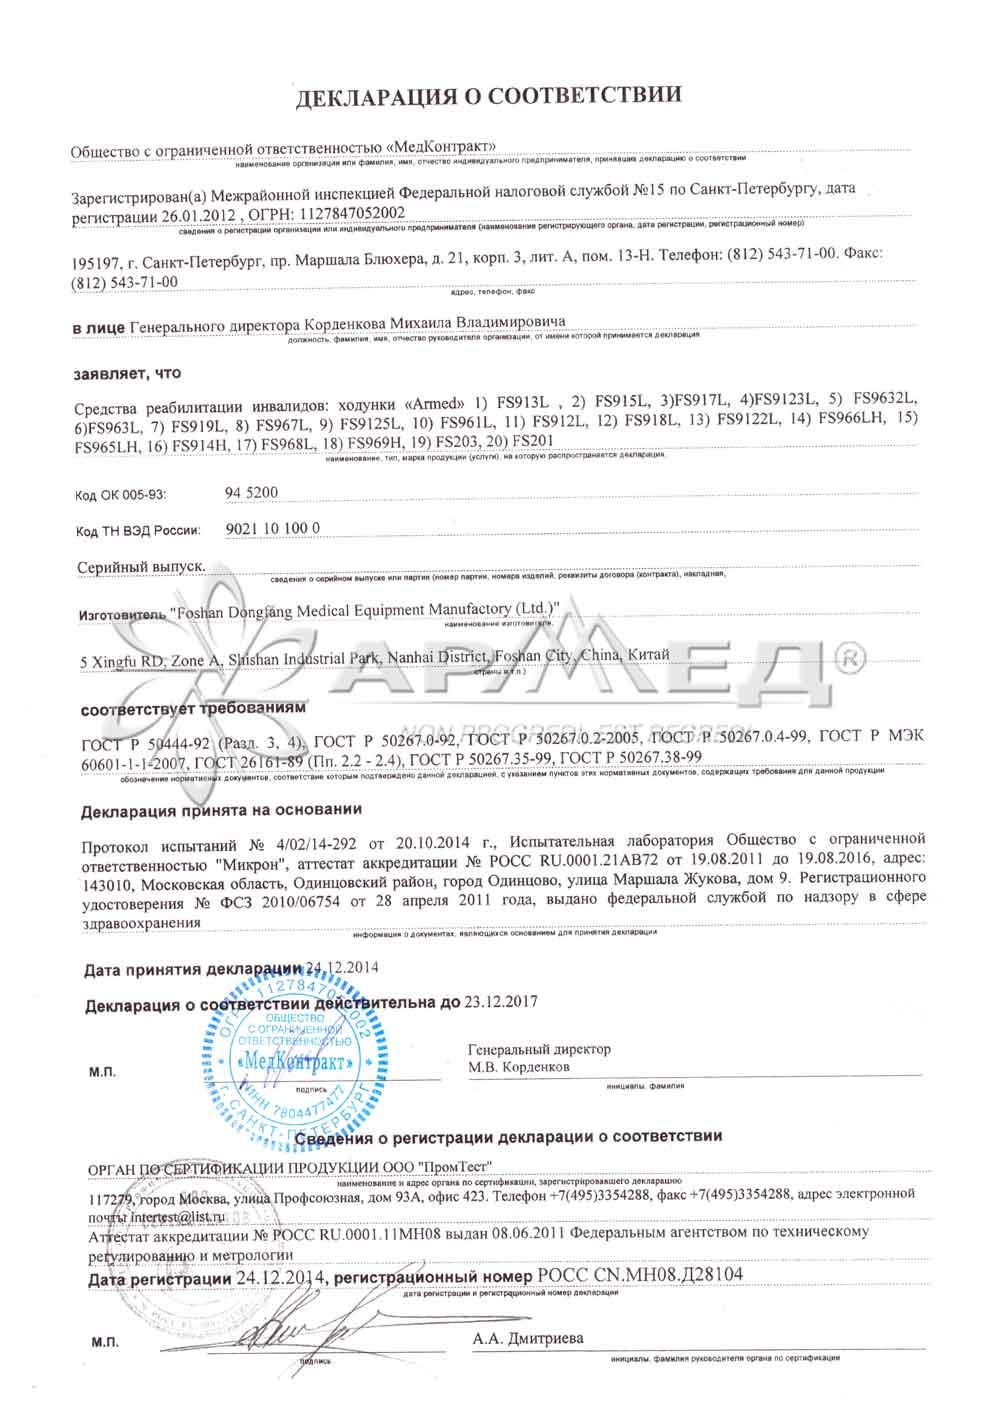 ДЕКЛАРАЦИЯ О СООТВЕТСТВИИ
Общество с ограниченной ответственностью «МедКонтракт»
наименование организации или фамилия, имя, отчество индивидуального предпринимателя, принявших декларацию о соответствии
Зарегистрирован(а) Межрайонной инспекцией Федеральной налоговой службой №15 по Санкт-Петербургу, дата
регистрации 26.01.2012 , ОГРН: 1127847052002
сведения о регистрации организации или индивидуального предпринимателя (наименование регистрирующего органа, дата регистрации, регистрационный номер)
195197, г. Санкт-Петербург, пр. Маршала Блюхера, д. 21, корп. 3, лит. А, пом. 13-Н. Телефон: (812) 543-71-00. Факс:
(812) 543-71-00
адрес, телефон, факс
в лице Генерального директора Корденкова Михаила Владимировича
должность, фамилия, имя, отчество руководителя организации, от имени которой принимается декларация
заявляет, что
Средства реабилитации инвалидов: ходунки «Armed» 1) FS913L , 2) FS915L, 3)FS917L, 4)FS9123L, 5) FS9632L,
6)FS963L, 7) FS919L, 8) FS967L, 9) FS9125L, 10) FS961L, 11) FS912L, 12) FS918L, 13) FS9122L, 14) FS966LH, 15)
FS965LH, 16) FS914H, 17) FS968L, 18) FS969H, 19) FS203, 20) FS201
наименование, тип, марка продукции (услуги), на которую распространяется декларация,
Код ОК 005-93: 94 5200
Код ТН ВЭД России: 9021 10 100 0
Серийный выпуск.
сведения о серийном выпуске или партии (номер партии, номера изделий, реквизиты договора (контракта), накладная,
Изготовитель "Foshan Dongfang Medical Equipment Manufactory (Ltd.)"
наименование изготовителя,
5 Xingfu RD, Zone A, Shishan Industrial Park, Nanhai District, Foshan City, China, Китай
страны и т.п.)
АРМЕД®
соответствует требованиям
NON PROGREDI EST REGREDI
ГОСТ Р 50444-92 (Разд. 3, 4), ГОСТ Р 50267.0-92, ГОСТ Р 50267.0.2-2005, ГОСТ Р 50267.0.4-99, ГОСТ Р МЭК
60601-1-1-2007, ГОСТ 26161-89 (Пп. 2.2 - 2.4), ГОСТ Р 50267.35-99, ГОСТ Р 50267.38-99
обозначение нормативных документов, соответствие которым подтверждено данной декларацией, с указанием пунктов этих нормативных документов, содержащих требования для данной продукции
Декларация принята на основании
Протокол испытаний № 4/02/14-292 от 20.10.2014 г., Испытательная лаборатория Общество с ограниченной
ответственностью "Микрон", аттестат аккредитации № РОСС RU.0001.21АВ72 от 19.08.2011 до 19.08.2016, адрес:
143010, Московская область, Одинцовский район, город Одинцово, улица Маршала Жукова, дом 9. Регистрационного
удостоверения № ФСЗ 2010/06754 от 28 апреля 2011 года, выдано федеральной службой по надзору в сфере
здравоохранения
информация о документах, являющихся основанием для принятия декларации
Дата принятия декларации 24.12.2014
Декларация о соответствии действительна до 23.12.2017
ОГРН 1127847052002
ОБЩЕСТВО
С ОГРАНИЧЕННОЙ
ОТВЕТСТВЕННОСТЬЮ
«МедКонтракт»
ИНН 7804477477
Г. САНКТ-ПЕТЕРБУРГ
Генеральный директор
М.П. М.В. Корденков
подпись инициалы, фамилия
Сведения о регистрации декларации о соответствии
ОРГАН ПО СЕРТИФИКАЦИИ ПРОДУКЦИИ ООО "ПромТест"
наименование и адрес органа по сертификации, зарегистрировавшего декларацию
117279, город Москва, улица Профсоюзная, дом 93А, офис 423. Телефон +7(495)3354288, факс +7(495)3354288, адрес электронной
почты intertest@list.ru
Аттестат аккредитации № РОСС RU.0001.11МН08 выдан 08.06.2011 Федеральным агентством по техническому
регулированию и метрологии
Дата регистрации 24.12.2014, регистрационный номер РОСС CN.МН08.Д28104
дата регистрации и регистрационный номер декларации
М.П. А.А. Дмитриева
подпись инициалы, фамилия руководителя органа по сертификации